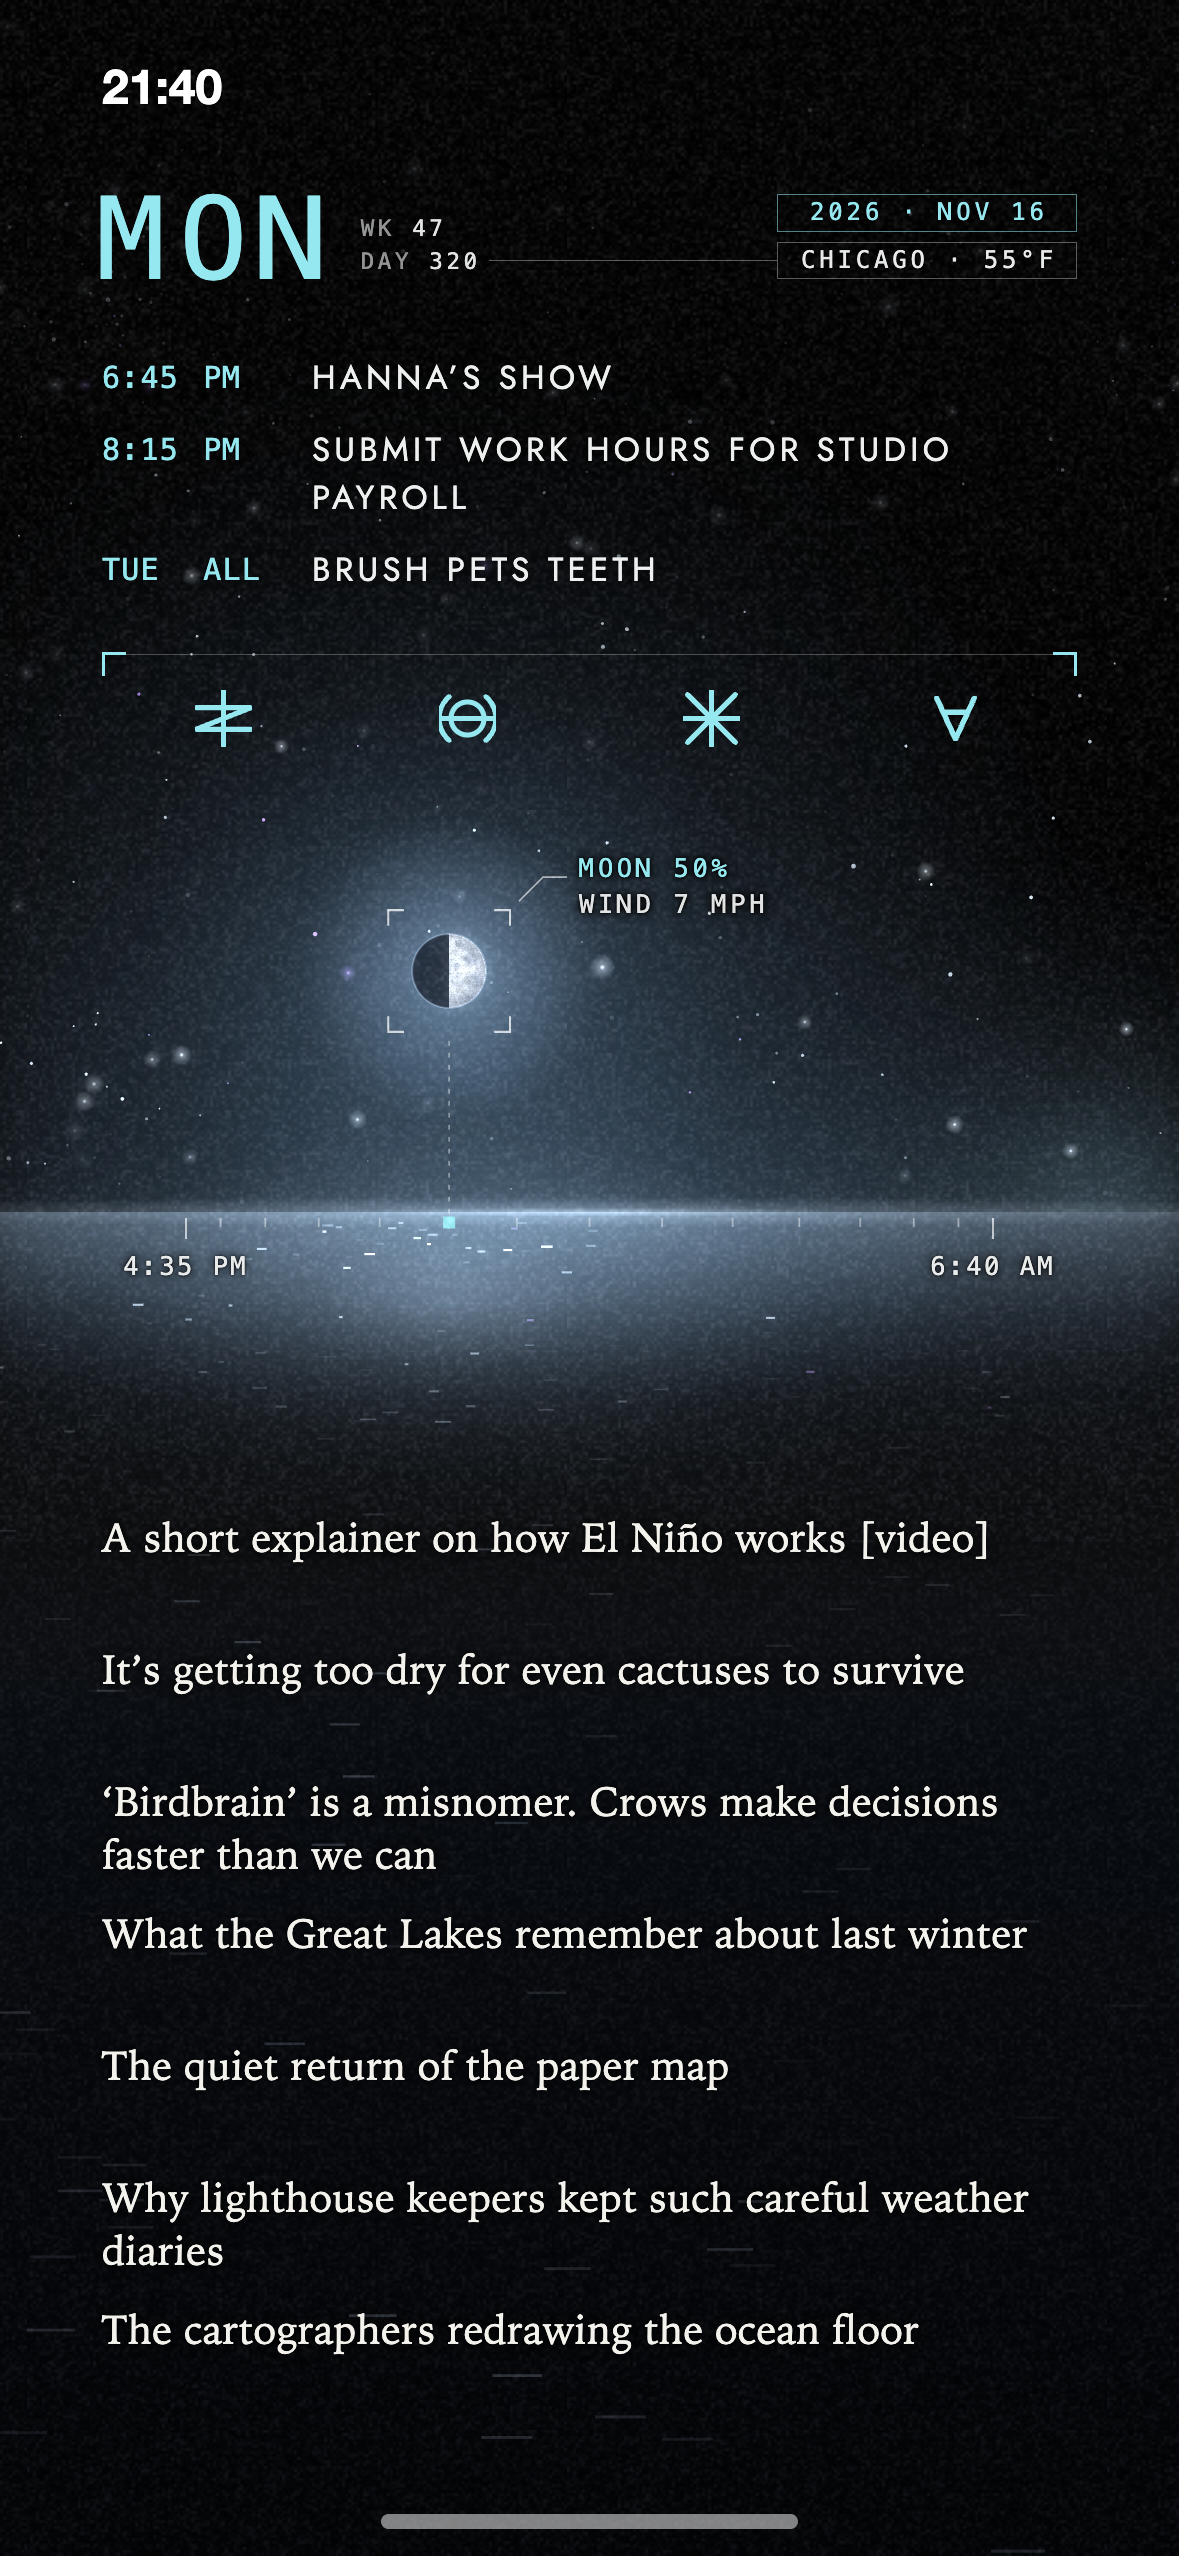 21:40
MON
WK 47
DAY 320
2026 · NOV 16
CHICAGO · 55°F
6:45 PM HANNA’S SHOW
8:15 PM SUBMIT WORK HOURS FOR STUDIO
PAYROLL
TUE ALL BRUSH PETS TEETH
MOON 50%
WIND 7 MPH
4:35 PM
6:40 AM
A short explainer on how El Niño works [video]
It’s getting too dry for even cactuses to survive
‘Birdbrain’ is a misnomer. Crows make decisions
faster than we can
What the Great Lakes remember about last winter
The quiet return of the paper map
Why lighthouse keepers kept such careful weather
diaries
The cartographers redrawing the ocean floor